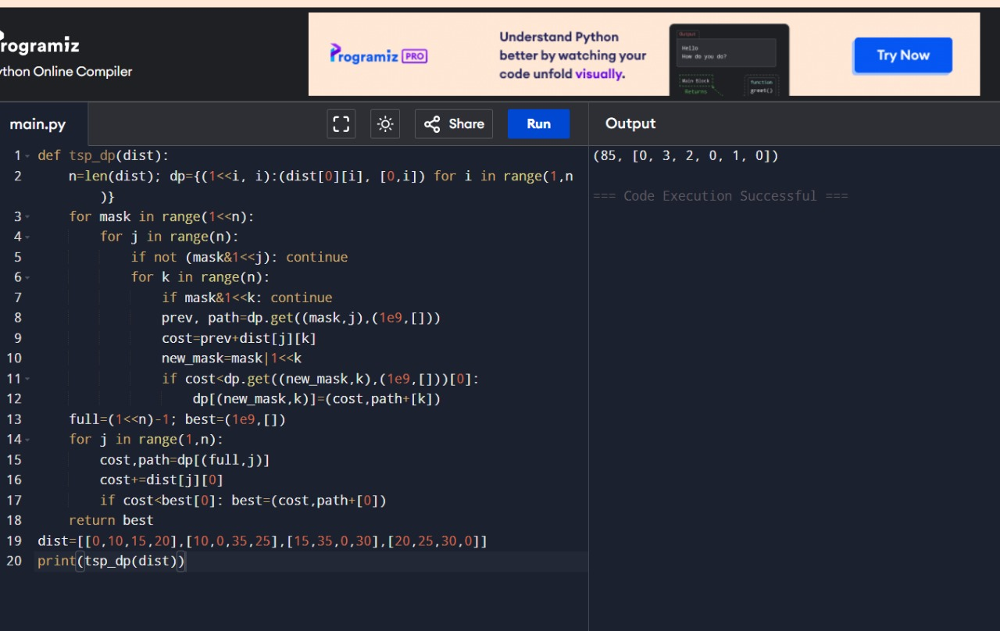 rogramiz
ython Online Compiler
Programiz PRO
Understand Python
better by watching your
code unfold visually.
Output
Hello
How do you do?
Main Block
Returns
function
greet()
Try Now
main.py
Share
Run
Output
1 def tsp_dp(dist):
2     n=len(dist); dp={(1<<i, i):(dist[0][i], [0,i]) for i in range(1,n
        )}
3     for mask in range(1<<n):
4         for j in range(n):
5             if not (mask&1<<j): continue
6             for k in range(n):
7                 if mask&1<<k: continue
8                 prev, path=dp.get((mask,j),(1e9,[]))
9                 cost=prev+dist[j][k]
10                 new_mask=mask|1<<k
11                 if cost<dp.get((new_mask,k),(1e9,[]))[0]:
12                     dp[(new_mask,k)]=(cost,path+[k])
13     full=(1<<n)-1; best=(1e9,[])
14     for j in range(1,n):
15         cost,path=dp[(full,j)]
16         cost+=dist[j][0]
17         if cost<best[0]: best=(cost,path+[0])
18     return best
19 dist=[[0,10,15,20],[10,0,35,25],[15,35,0,30],[20,25,30,0]]
20 print(tsp_dp(dist))
(85, [0, 3, 2, 0, 1, 0])
=== Code Execution Successful ===